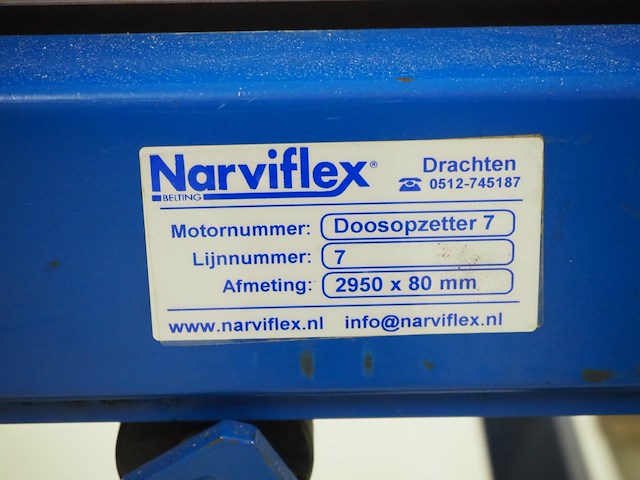 Narviflex®
BELTING
Drachten
☎ 0512-745187
Motornummer: Doosopzetter 7
Lijnnummer: 7
Afmeting: 2950 x 80 mm
www.narviflex.nl info@narviflex.nl